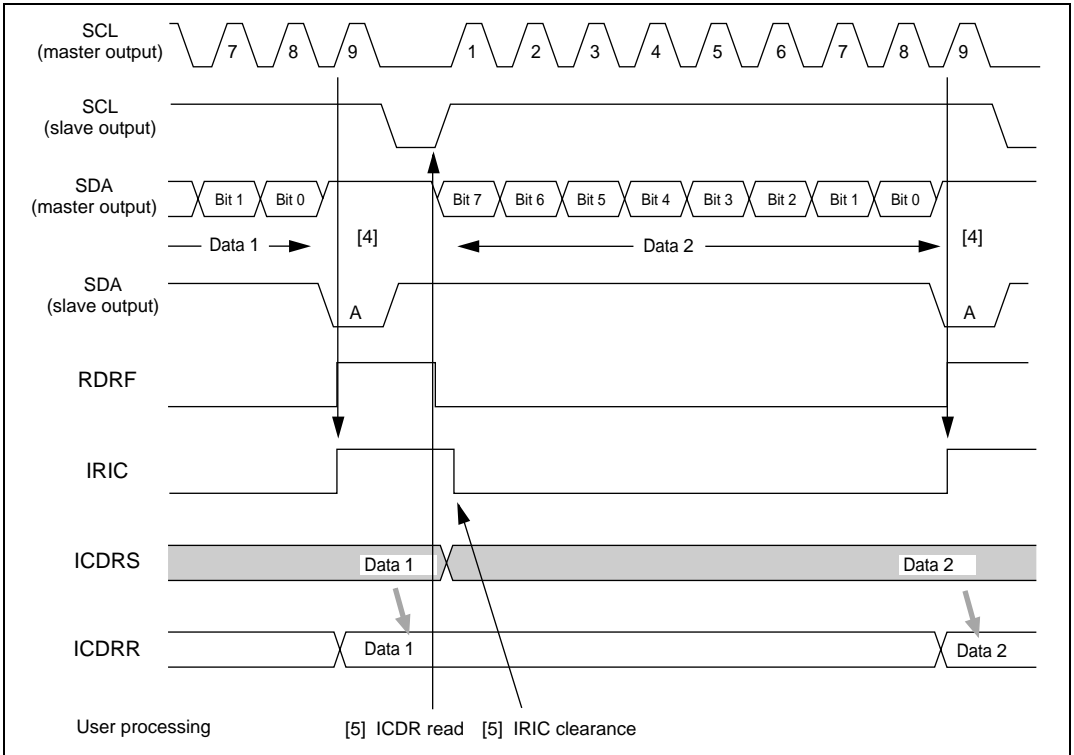 SCL
(master output)
7 8 9 1 2 3 4 5 6 7 8 9
SCL
(slave output)
SDA
(master output)
Bit 1 Bit 0 Bit 7 Bit 6 Bit 5 Bit 4 Bit 3 Bit 2 Bit 1 Bit 0
Data 1 [4] Data 2 [4]
SDA
(slave output)
A A
RDRF
IRIC
ICDRS
Data 1 Data 2
ICDRR
Data 1 Data 2
User processing [5] ICDR read [5] IRIC clearance